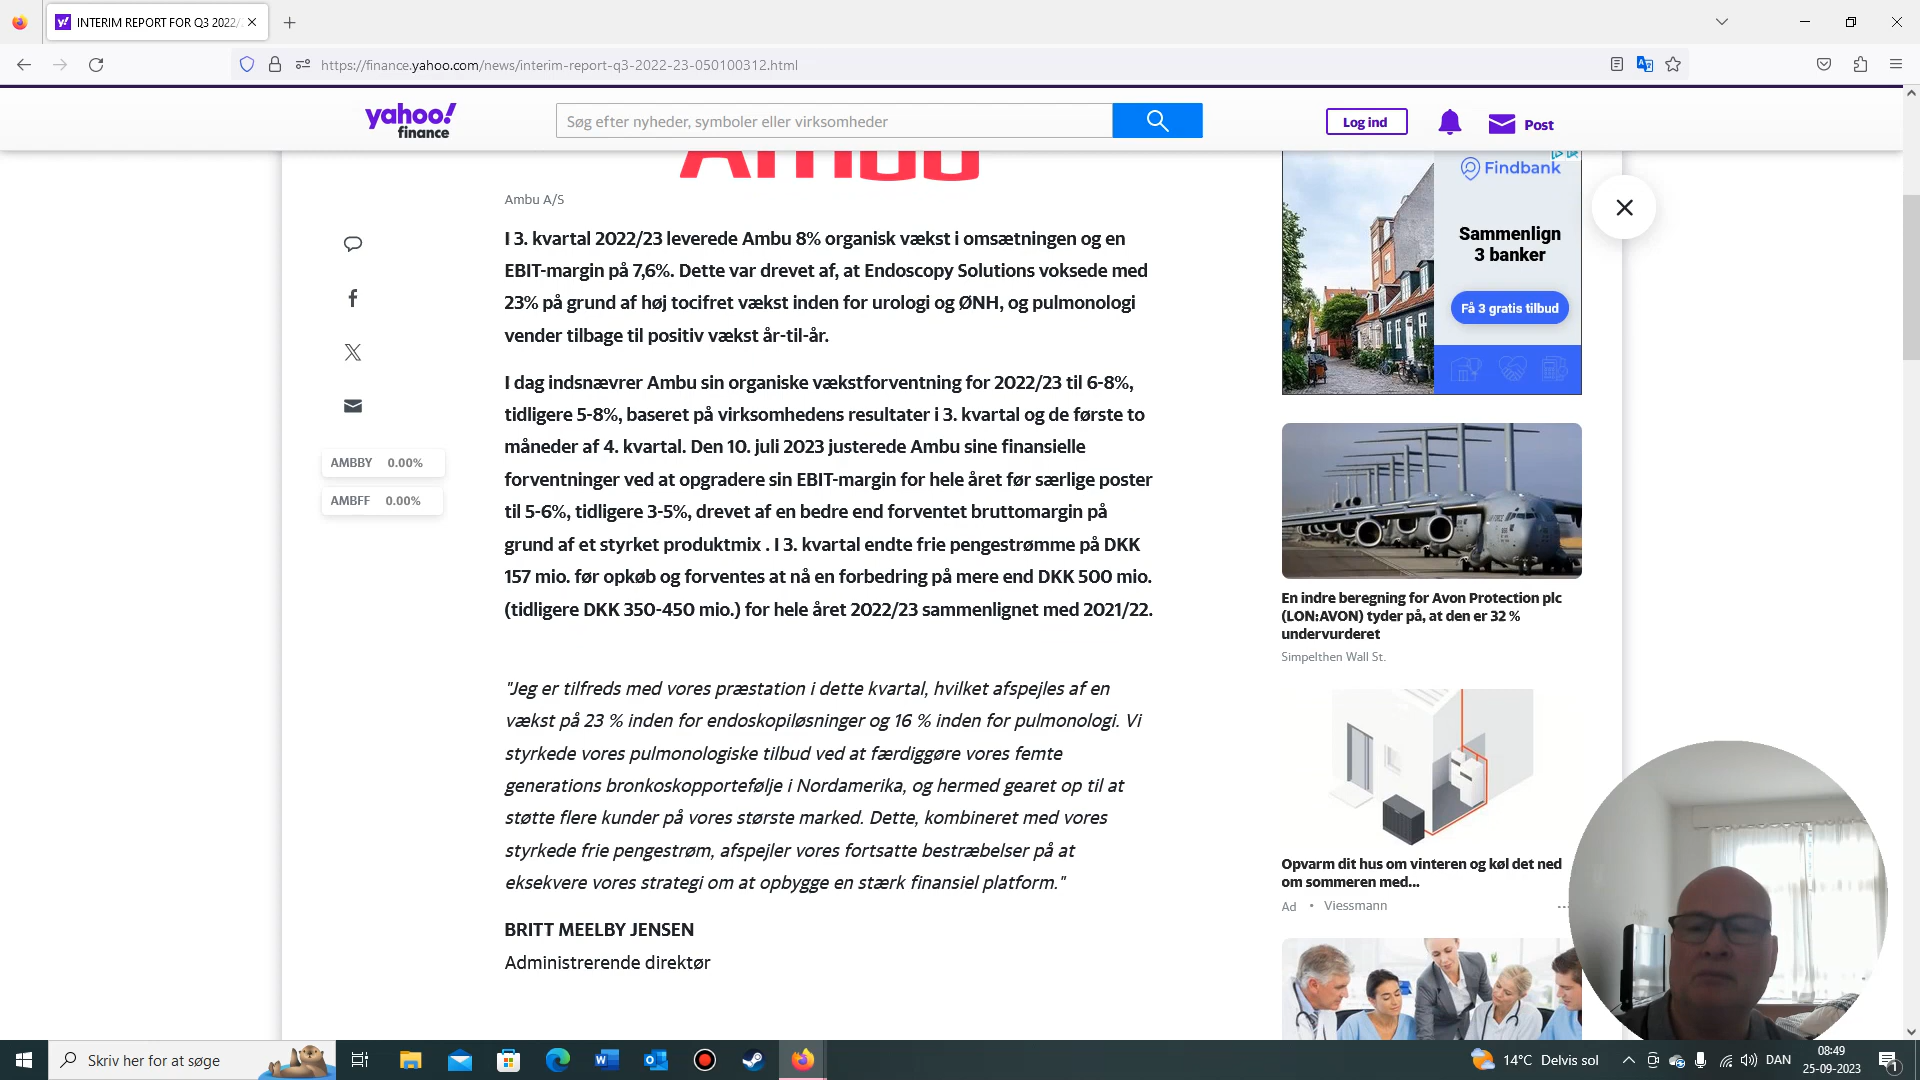 INTERIM REPORT FOR Q3 2022/
https://finance.yahoo.com/news/interim-report-q3-2022-23-050100312.html
yahoo!
finance
Søg efter nyheder, symboler eller virksomheder
Log ind
Post
Ambu
Ambu A/S
I 3. kvartal 2022/23 leverede Ambu 8% organisk vækst i omsætningen og en
EBIT-margin på 7,6%. Dette var drevet af, at Endoscopy Solutions voksede med
23% på grund af høj tocifret vækst inden for urologi og ØNH, og pulmonologi
vender tilbage til positiv vækst år-til-år.
I dag indsnævrer Ambu sin organiske vækstforventning for 2022/23 til 6-8%,
tidligere 5-8%, baseret på virksomhedens resultater i 3. kvartal og de første to
måneder af 4. kvartal. Den 10. juli 2023 justerede Ambu sine finansielle
forventninger ved at opgradere sin EBIT-margin for hele året før særlige poster
til 5-6%, tidligere 3-5%, drevet af en bedre end forventet bruttomargin på
grund af et styrket produktmix . I 3. kvartal endte frie pengestrømme på DKK
157 mio. før opkøb og forventes at nå en forbedring på mere end DKK 500 mio.
(tidligere DKK 350-450 mio.) for hele året 2022/23 sammenlignet med 2021/22.
AMBBY 0.00%
AMBFF 0.00%
"Jeg er tilfreds med vores præstation i dette kvartal, hvilket afspejles af en
vækst på 23 % inden for endoskopiløsninger og 16 % inden for pulmonologi. Vi
styrkede vores pulmonologiske tilbud ved at færdiggøre vores femte
generations bronkoskopportefølje i Nordamerika, og hermed gearet op til at
støtte flere kunder på vores største marked. Dette, kombineret med vores
styrkede frie pengestrøm, afspejler vores fortsatte bestræbelser på at
eksekvere vores strategi om at opbygge en stærk finansiel platform."
BRITT MEELBY JENSEN
Administrerende direktør
Findbank
Sammenlign
3 banker
Få 3 gratis tilbud
En indre beregning for Avon Protection plc
(LON:AVON) tyder på, at den er 32 %
undervurderet
Simpelthen Wall St.
Opvarm dit hus om vinteren og køl det ned
om sommeren med...
Ad • Viessmann
Skriv her for at søge
14°C Delvis sol
DAN
08:49
25-09-2023
1